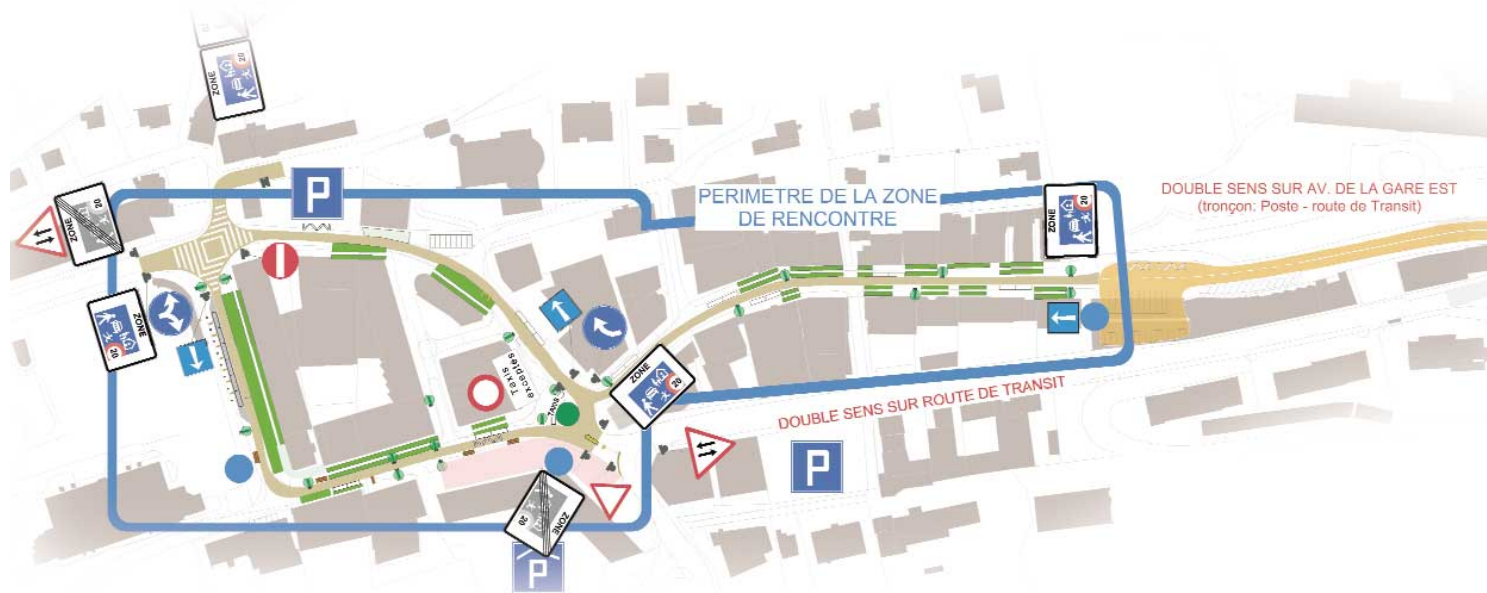 ZONE
20
P
PERIMETRE DE LA ZONE
DE RENCONTRE
ZONE
20
DOUBLE SENS SUR AV. DE LA GARE EST
(tronçon: Poste - route de Transit)
ZONE
20
ZONE
20
Taxis
exceptés
TAXIS
ZONE
20
DOUBLE SENS SUR ROUTE DE TRANSIT
P
ZONE
20
P